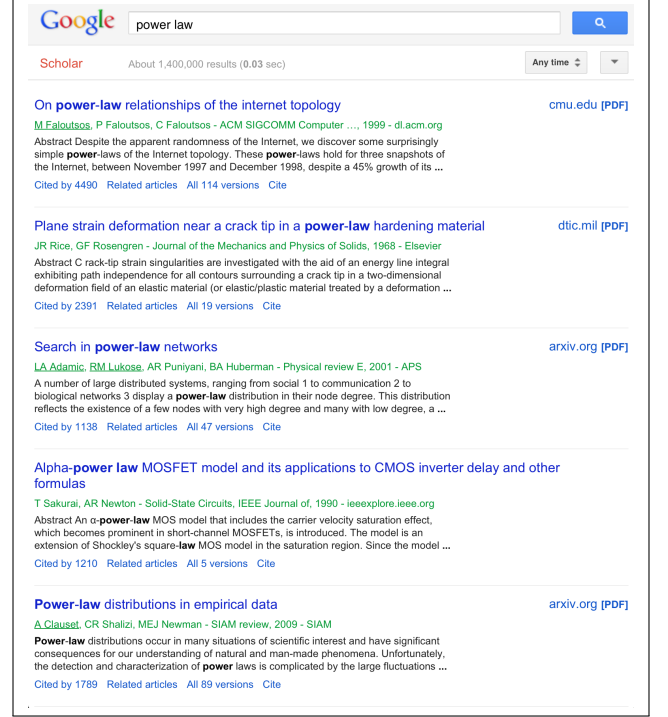 Google power law
Scholar About 1,400,000 results (0.03 sec) Any time
On power-law relationships of the internet topology cmu.edu [PDF]
M Faloutsos, P Faloutsos, C Faloutsos - ACM SIGCOMM Computer …, 1999 - dl.acm.org
Abstract Despite the apparent randomness of the Internet, we discover some surprisingly
simple power-laws of the Internet topology. These power-laws hold for three snapshots of
the Internet, between November 1997 and December 1998, despite a 45% growth of its ...
Cited by 4490 Related articles All 114 versions Cite
Plane strain deformation near a crack tip in a power-law hardening material dtic.mil [PDF]
JR Rice, GF Rosengren - Journal of the Mechanics and Physics of Solids, 1968 - Elsevier
Abstract C rack-tip strain singularities are investigated with the aid of an energy line integral
exhibiting path independence for all contours surrounding a crack tip in a two-dimensional
deformation field of an elastic material (or elastic/plastic material treated by a deformation ...
Cited by 2391 Related articles All 19 versions Cite
Search in power-law networks arxiv.org [PDF]
LA Adamic, RM Lukose, AR Puniyani, BA Huberman - Physical review E, 2001 - APS
A number of large distributed systems, ranging from social 1 to communication 2 to
biological networks 3 display a power-law distribution in their node degree. This distribution
reflects the existence of a few nodes with very high degree and many with low degree, a ...
Cited by 1138 Related articles All 47 versions Cite
Alpha-power law MOSFET model and its applications to CMOS inverter delay and other
formulas
T Sakurai, AR Newton - Solid-State Circuits, IEEE Journal of, 1990 - ieeexplore.ieee.org
Abstract An α-power-law MOS model that includes the carrier velocity saturation effect,
which becomes prominent in short-channel MOSFETs, is introduced. The model is an
extension of Shockley's square-law MOS model in the saturation region. Since the model ...
Cited by 1210 Related articles All 5 versions Cite
Power-law distributions in empirical data arxiv.org [PDF]
A Clauset, CR Shalizi, MEJ Newman - SIAM review, 2009 - SIAM
Power-law distributions occur in many situations of scientific interest and have significant
consequences for our understanding of natural and man-made phenomena. Unfortunately,
the detection and characterization of power laws is complicated by the large fluctuations ...
Cited by 1789 Related articles All 89 versions Cite